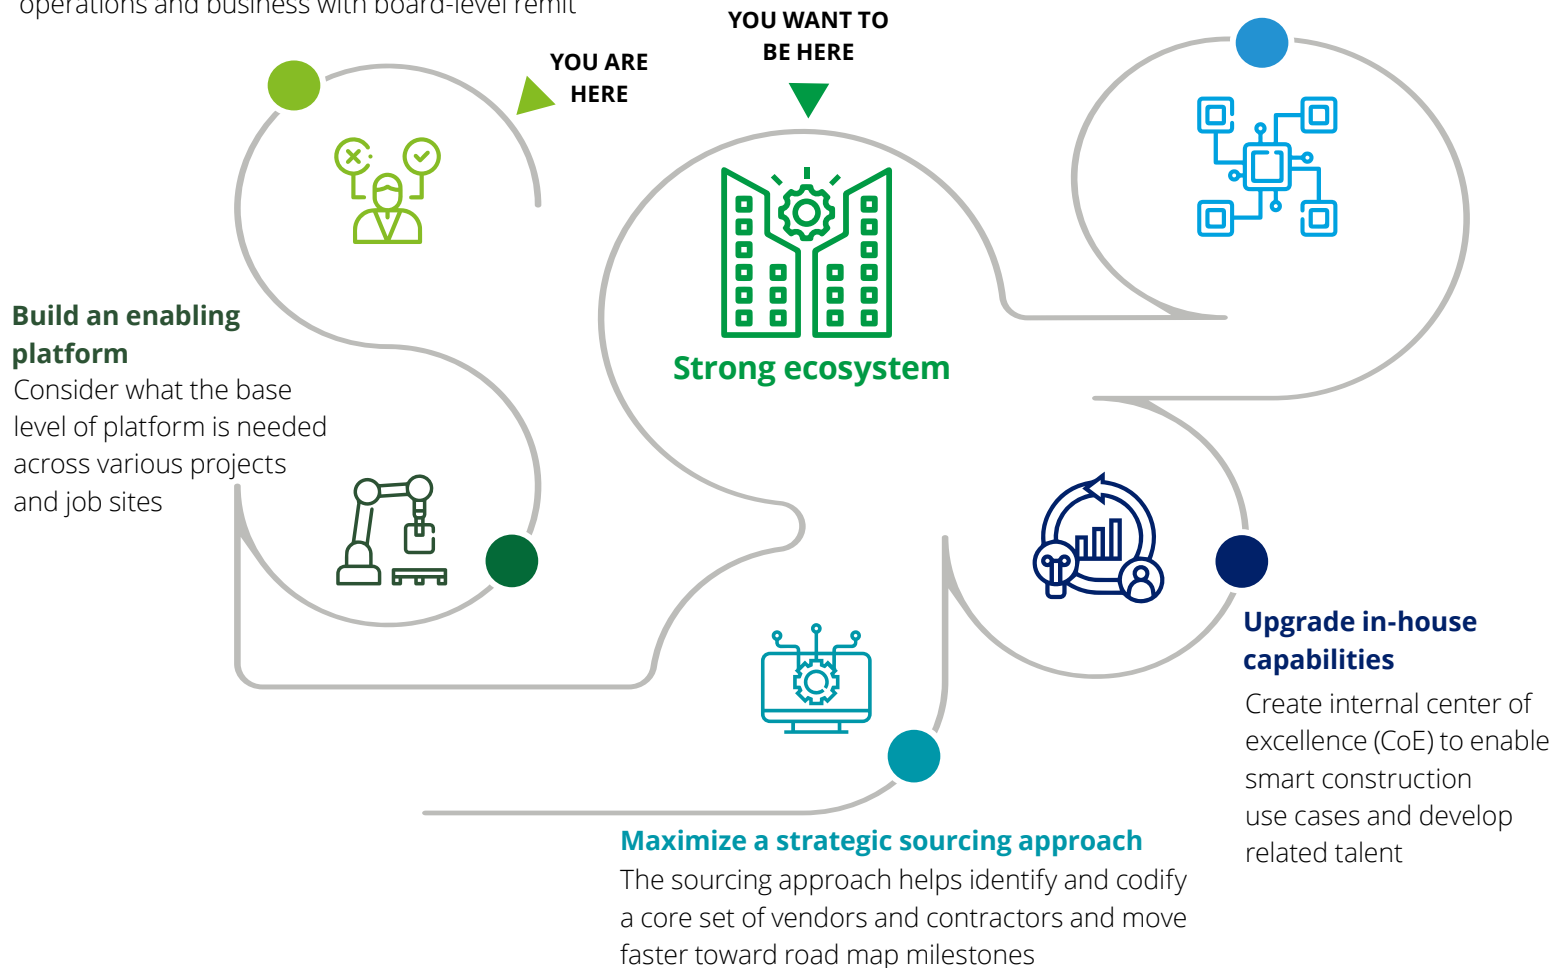 operations and business with board-level remit
YOU ARE
HERE
YOU WANT TO
BE HERE
Build an enabling
platform
Consider what the base
level of platform is needed
across various projects
and job sites
Strong ecosystem
Upgrade in-house
capabilities
Create internal center of
excellence (CoE) to enable
smart construction
use cases and develop
related talent
Maximize a strategic sourcing approach
The sourcing approach helps identify and codify
a core set of vendors and contractors and move
faster toward road map milestones